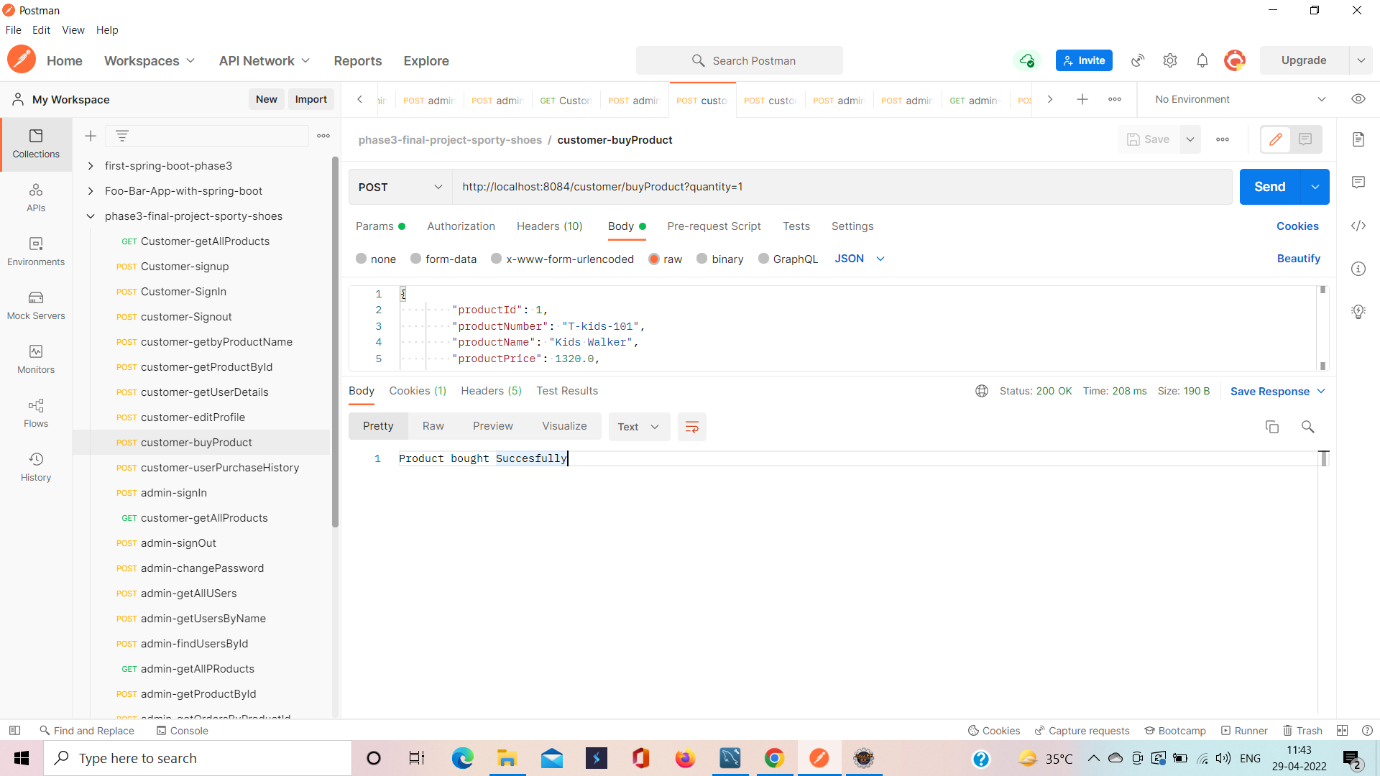 Postman
File Edit View Help
Home Workspaces API Network Reports Explore
Search Postman
Invite
Upgrade
My Workspace
New Import
POST admin POST admin GET Custom POST admin POST custo POST custo POST admin POST admin GET admin
No Environment
Collections
APIs
Environments
Mock Servers
Monitors
Flows
History
first-spring-boot-phase3
Foo-Bar-App-with-spring-boot
phase3-final-project-sporty-shoes
GET Customer-getAllProducts
POST Customer-signup
POST Customer-SignIn
POST customer-Signout
POST customer-getbyProductName
POST customer-getProductById
POST customer-getUserDetails
POST customer-editProfile
POST customer-buyProduct
POST customer-userPurchaseHistory
POST admin-signIn
GET customer-getAllProducts
POST admin-signOut
POST admin-changePassword
POST admin-getAllUSers
POST admin-getUsersByName
POST admin-findUsersById
GET admin-getAllPRoducts
POST admin-getProductById
POST admin-getOrdersByProductId
phase3-final-project-sporty-shoes / customer-buyProduct
Save
POST http://localhost:8084/customer/buyProduct?quantity=1
Send
Params Authorization Headers (10) Body Pre-request Script Tests Settings
Cookies
none form-data x-www-form-urlencoded raw binary GraphQL JSON
Beautify
1 {
2 "productId": 1,
3 "productNumber": "T-kids-101",
4 "productName": "Kids Walker",
5 "productPrice": 1320.0,
Body Cookies (1) Headers (5) Test Results
Status: 200 OK Time: 208 ms Size: 190 B Save Response
Pretty Raw Preview Visualize Text
1 Product bought Succesfully
Find and Replace Console
Cookies Capture requests Bootcamp Runner Trash
Type here to search
35°C ENG
11:43
29-04-2022
2